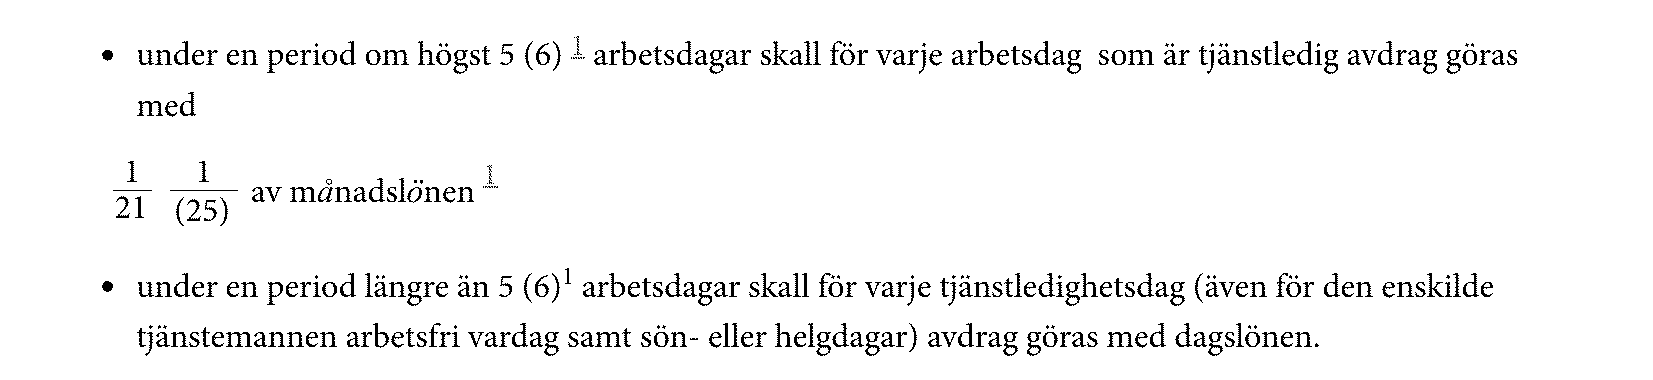 • under en period om högst 5 (6) 1 arbetsdagar skall för varje arbetsdag som är tjänstledig avdrag göras
med
1/21 1/(25) av månadslönen 1
• under en period längre än 5 (6)¹ arbetsdagar skall för varje tjänstledighetsdag (även för den enskilde
tjänstemannen arbetsfri vardag samt sön- eller helgdagar) avdrag göras med dagslönen.